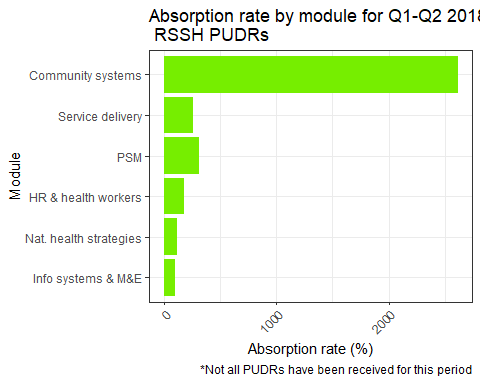 Absorption rate by module for Q1-Q2 2018
RSSH PUDRs
Community systems
Service delivery
PSM
HR & health workers
Nat. health strategies
Info systems & M&E
Module
0
1000
2000
Absorption rate (%)
*Not all PUDRs have been received for this period